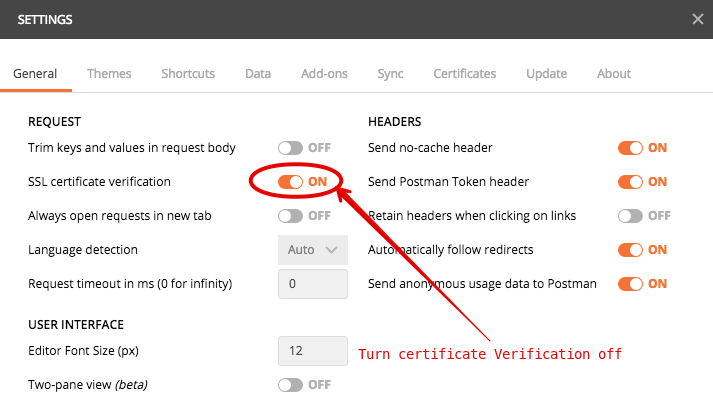 SETTINGS
General Themes Shortcuts Data Add-ons Sync Certificates Update About
REQUEST
Trim keys and values in request body OFF
SSL certificate verification ON
Always open requests in new tab OFF
Language detection Auto
Request timeout in ms (0 for infinity) 0
USER INTERFACE
Editor Font Size (px) 12
Two-pane view (beta) OFF
HEADERS
Send no-cache header ON
Send Postman Token header ON
Retain headers when clicking on links OFF
Automatically follow redirects ON
Send anonymous usage data to Postman ON
Turn certificate Verification off